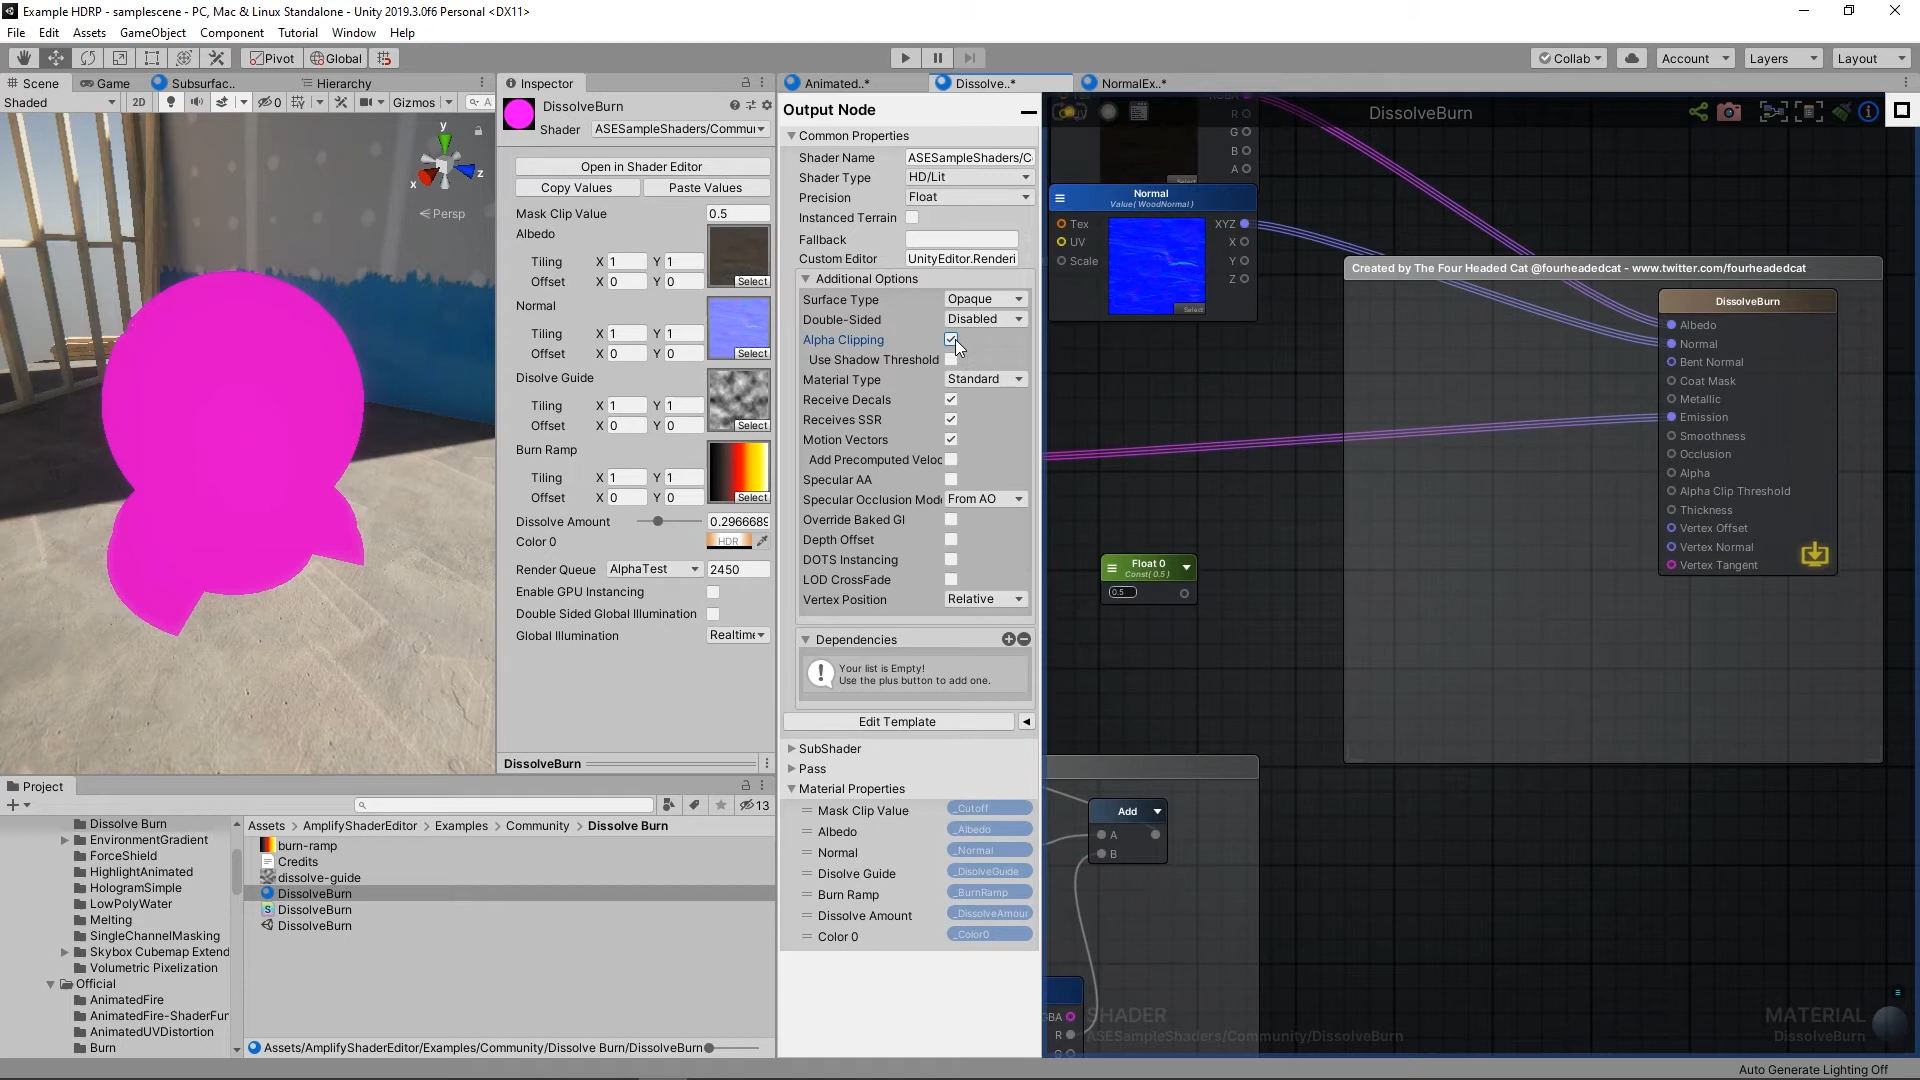 Example HDRP - samplescene - PC, Mac & Linux Standalone - Unity 2019.3.0f6 Personal <DX11>
File Edit Assets GameObject Component Tutorial Window Help
Pivot Global Collab Account Layers Layout
Scene Game Subsurfac.. Hierarchy
Shaded 2D 0 Gizmos A
y
x
z
Persp
Inspector
DissolveBurn
Shader ASESampleShaders/Commu
Open in Shader Editor
Copy Values Paste Values
Mask Clip Value 0.5
Albedo
Tiling X 1 Y 1
Offset X 0 Y 0 Select
Normal
Tiling X 1 Y 1
Offset X 0 Y 0 Select
Disolve Guide
Tiling X 1 Y 1
Offset X 0 Y 0 Select
Burn Ramp
Tiling X 1 Y 1
Offset X 0 Y 0 Select
Dissolve Amount 0.2966689
Color 0 HDR
Render Queue AlphaTest 2450
Enable GPU Instancing
Double Sided Global Illumination
Global Illumination Realtime
DissolveBurn
Animated..* Dissolve..* NormalEx..*
Output Node
Common Properties
Shader Name ASESampleShaders/C
Shader Type HD/Lit
Precision Float
Instanced Terrain
Fallback
Custom Editor UnityEditor.Renderi
Additional Options
Surface Type Opaque
Double-Sided Disabled
Alpha Clipping
Use Shadow Threshold
Material Type Standard
Receive Decals
Receives SSR
Motion Vectors
Add Precomputed Veloc
Specular AA
Specular Occlusion Mode From AO
Override Baked GI
Depth Offset
DOTS Instancing
LOD CrossFade
Vertex Position Relative
Dependencies
Your list is Empty!
Use the plus button to add one.
Edit Template
SubShader
Pass
Material Properties
Mask Clip Value _Cutoff
Albedo _Albedo
Normal _Normal
Disolve Guide _DisolveGuide
Burn Ramp _BurnRamp
Dissolve Amount _DissolveAmour
Color 0 _Color0
DissolveBurn
R
G
B
A
Select
Normal
Value( WoodNormal )
Tex XYZ
UV X
Scale Y
Z
Select
Created by The Four Headed Cat @fourheadedcat - www.twitter.com/fourheadedcat
DissolveBurn
Albedo
Normal
Bent Normal
Coat Mask
Metallic
Emission
Smoothness
Occlusion
Alpha
Alpha Clip Threshold
Thickness
Vertex Offset
Vertex Normal
Vertex Tangent
Float 0
Const( 0.5 )
0.5
Add
A
B
R
SHADER
ASESampleShaders/Community/DissolveBurn
MATERIAL
DissolveBurn
Project
13
Dissolve Burn
EnvironmentGradient
ForceShield
HighlightAnimated
HologramSimple
LowPolyWater
Melting
SingleChannelMasking
Skybox Cubemap Extend
Volumetric Pixelization
Official
AnimatedFire
AnimatedFire-ShaderFur
AnimatedUVDistortion
Burn
Assets > AmplifyShaderEditor > Examples > Community > Dissolve Burn
burn-ramp
Credits
dissolve-guide
DissolveBurn
DissolveBurn
DissolveBurn
Assets/AmplifyShaderEditor/Examples/Community/Dissolve Burn/DissolveBurn
Auto Generate Lighting Off